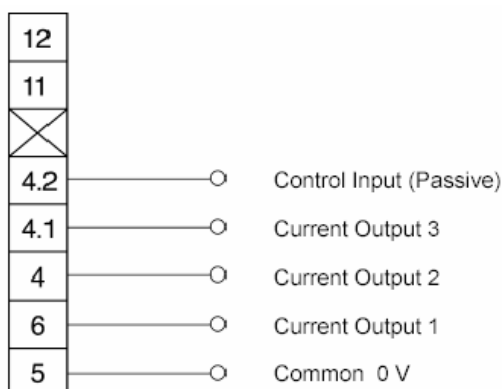 12
11
4.2 Control Input (Passive)
4.1 Current Output 3
4 Current Output 2
6 Current Output 1
5 Common 0 V